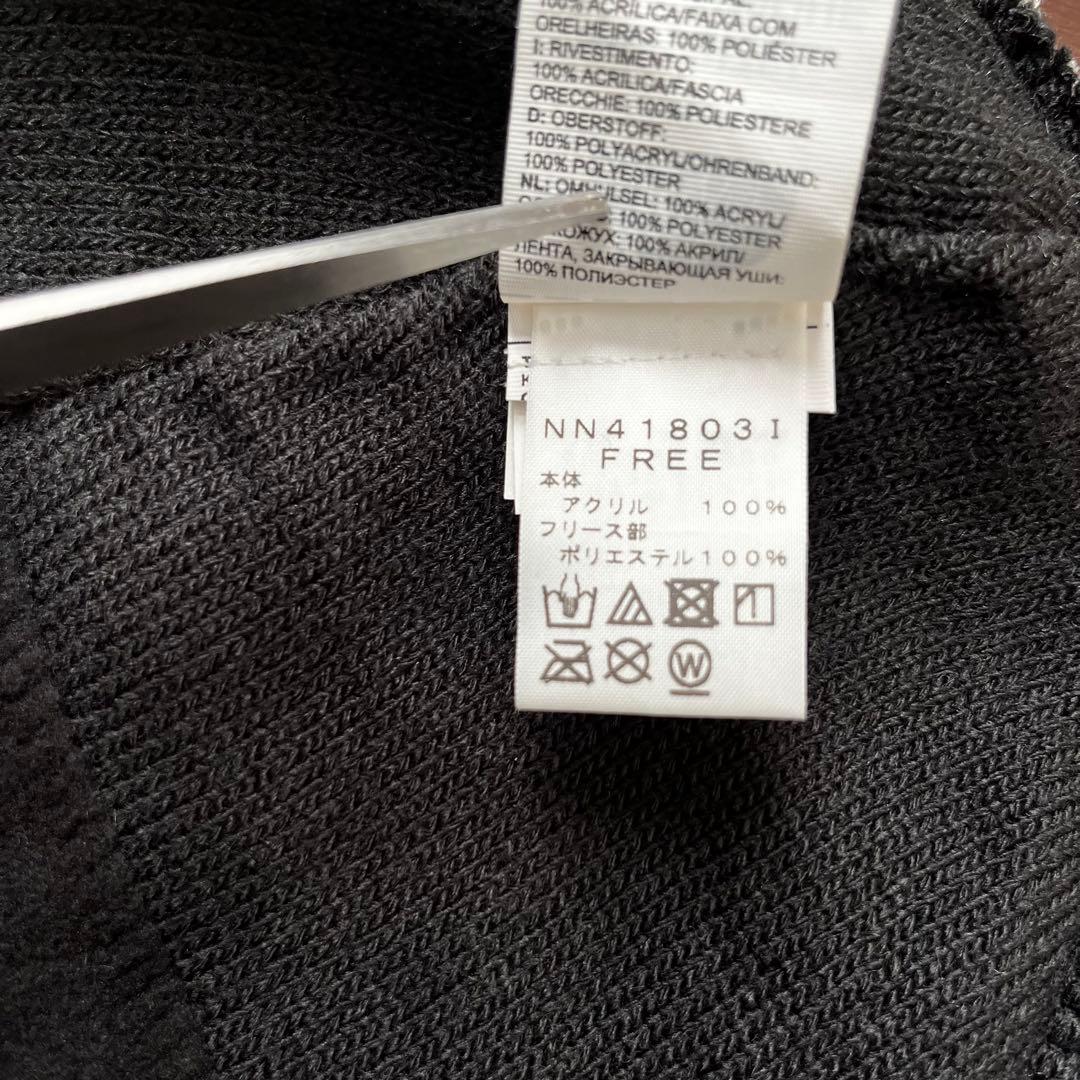 100% ACRÍLICA/FAIXA COM
ORELHEIRAS: 100% POLIÉSTER
I: RIVESTIMENTO:
100% ACRILICA/FASCIA
ORECCHIE: 100% POLIESTERE
D: OBERSTOFF:
100% POLYACRYL/OHRENBAND:
100% POLYESTER
NL: 100% ACRYL/
100% POLYESTER
КОЖУХ: 100% АКРИЛ/
ЛЕНТА, ЗАКРЫВАЮЩАЯ УШИ:
100% ПОЛИЭСТЕР
NN41803I
FREE
本体
アクリル 100%
フリース部
ポリエステル100%
W